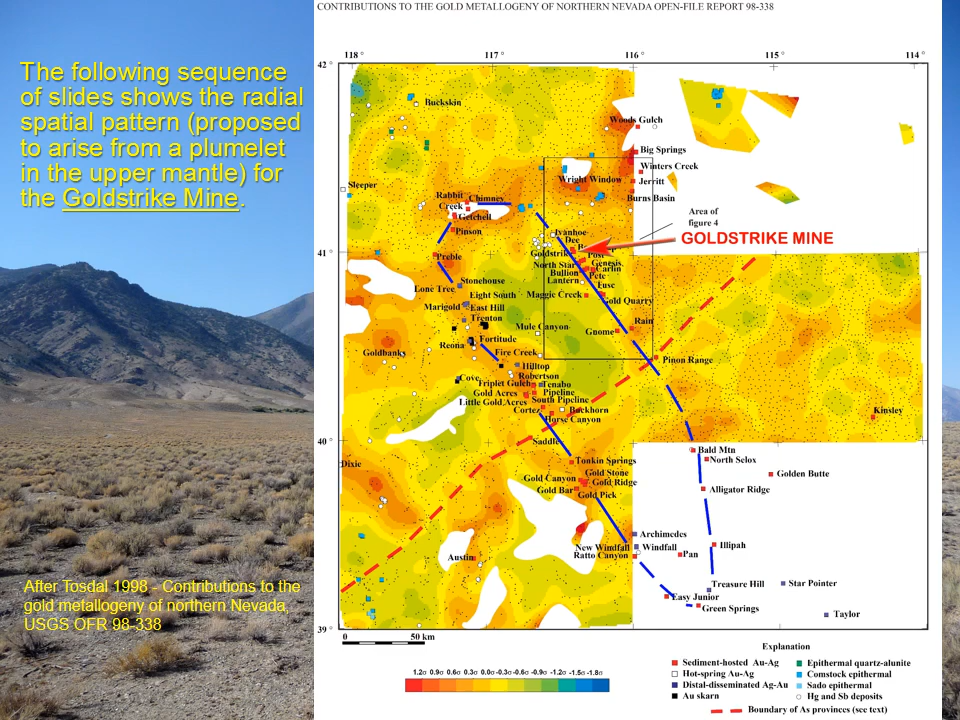 CONTRIBUTIONS TO THE GOLD METALLOGENY OF NORTHERN NEVADA OPEN-FILE REPORT 98-338
The following sequence
of slides shows the radial
spatial pattern (proposed
to arise from a plumelet
in the upper mantle) for
the Goldstrike Mine.
After Tosdal 1998 - Contributions to the
gold metallogeny of northern Nevada,
USGS OFR 98-338
118 °
117 °
116 °
115 °
114 °
42 °
41 °
40 °
39 °
Buckskin
Woods Gulch
Big Springs
Winters Creek
Wright Window
Jerritt
Burns Basin
Sleeper
Rabbit
Creek
Chimney
Getchell
Pinson
Area of
figure 4
GOLDSTRIKE MINE
Ivanhoe
Dee
Post
Goldstrike
Genesis
North Star
Carlin
Bullion
Pete
Lantern
Preble
Stonehouse
Lone Tree
Fuse
Eight South
Maggie Creek
Gold Quarry
Marigold
East Hill
Trenton
Mule Canyon
Rain
Gnome
Fortitude
Reona
Goldbanks
Fire Creek
Pinon Range
Hilltop
Cove
Robertson
Triplet Gulch
Tenabo
Gold Acres
Pipeline
Little Gold Acres
South Pipeline
Cortez
Buckhorn
Horse Canyon
Kinsley
Saddle
Bald Mtn
North Selox
Dixie
Tonkin Springs
Golden Butte
Gold Stone
Gold Canyon
Gold Ridge
Gold Bar
Gold Pick
Alligator Ridge
Archimedes
New Windfall
Windfall
Ratto Canyon
Pan
Illipah
Austin
Treasure Hill
Star Pointer
Easy Junior
Green Springs
Taylor
0
50 km
1.2σ 0.9σ 0.6σ 0.3σ 0.0σ -0.3σ -0.6σ -0.9σ -1.2σ -1.5σ -1.8σ
Explanation
Sediment-hosted Au-Ag
Hot-spring Au-Ag
Distal-disseminated Ag-Au
Au skarn
Epithermal quartz-alunite
Comstock epithermal
Sado epithermal
Hg and Sb deposits
Boundary of As provinces (see text)